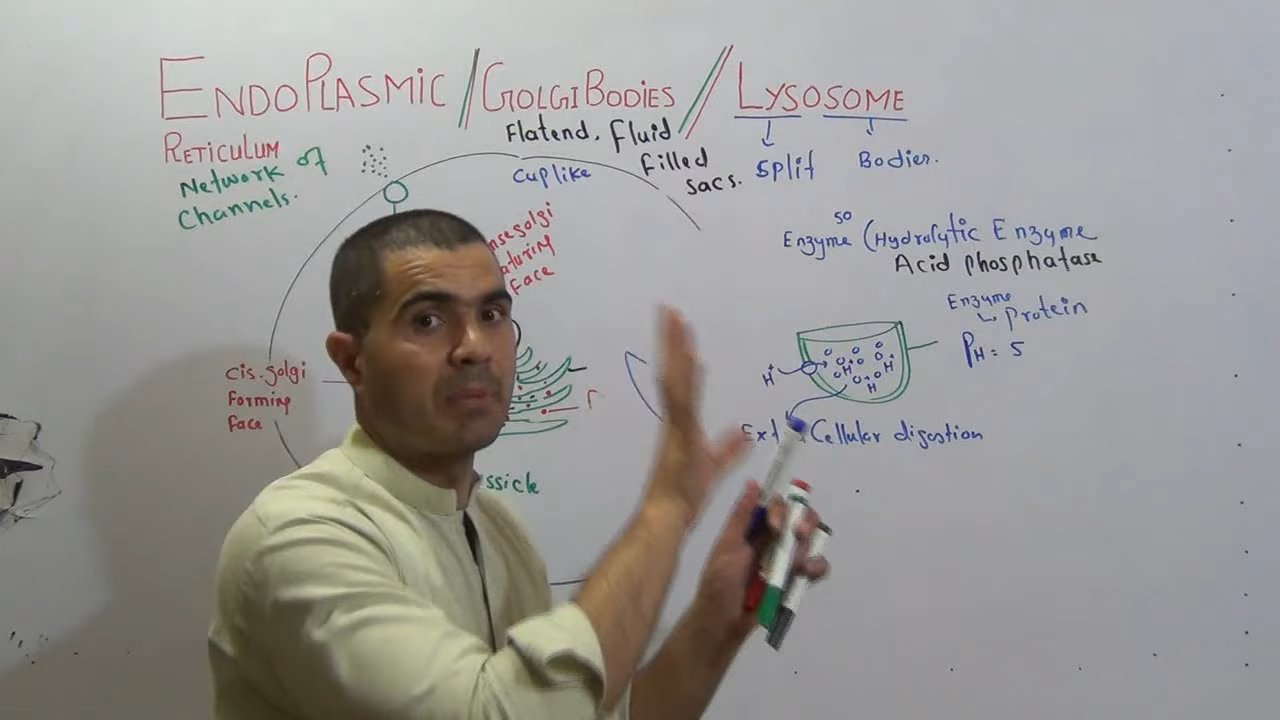 ENDOPLASMIC / GOLGI BODIES // LYSOSOME
RETICULUM
Network of
Channels.
Flatend, fluid
filled
sacs.
Cuplike
Split
Bodies.
so
Enzyme (Hydrolytic Enzyme
Acid phosphatase
Enzyme
protein
PH = 5
face
cis.golgi
forming
face
H+
H+
H+
H+
Cellular digestion